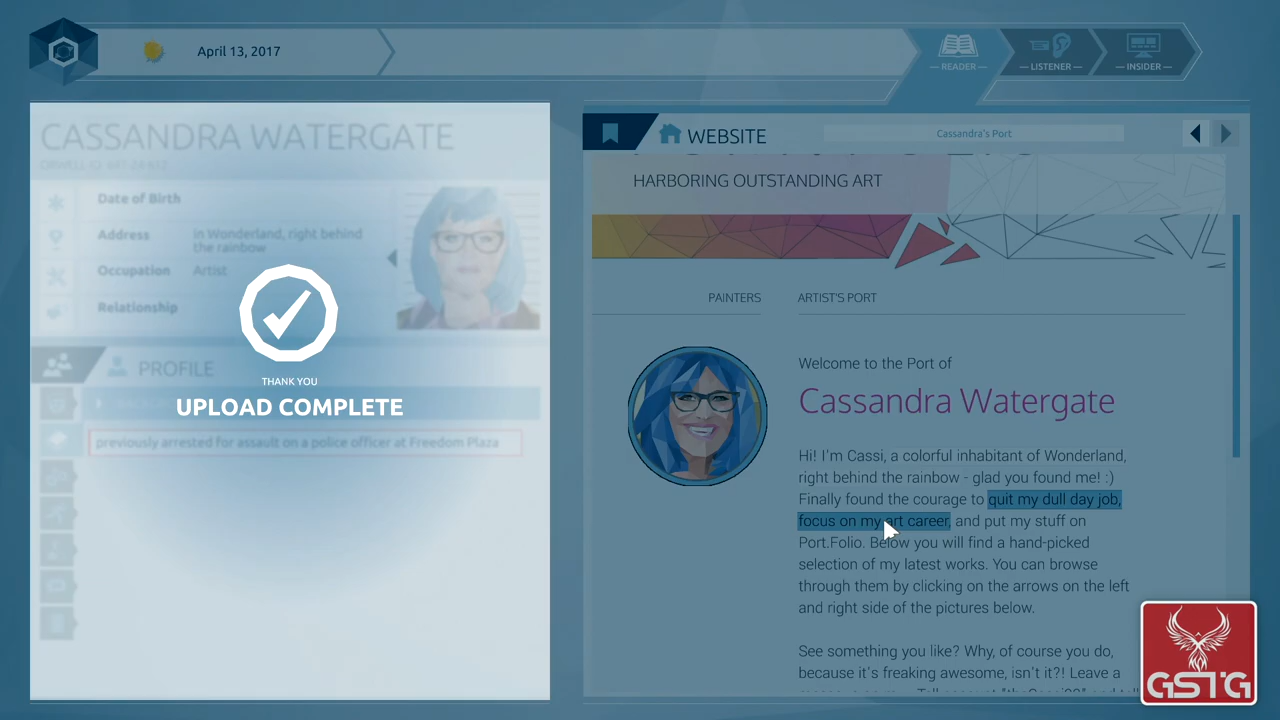 April 13, 2017
READER
LISTENER
INSIDER
CASSANDRA WATERGATE
Date of Birth
Address
in Wonderland, right behind
the rainbow
Occupation
Artist
Relationship
PROFILE
previously arrested for assault on a police officer at Freedom Plaza
THANK YOU
UPLOAD COMPLETE
WEBSITE
Cassandra's Port
HARBORING OUTSTANDING ART
PAINTERS
ARTIST'S PORT
Welcome to the Port of
Cassandra Watergate
Hi! I'm Cassi, a colorful inhabitant of Wonderland,
right behind the rainbow - glad you found me! :)
Finally found the courage to quit my dull day job,
focus on my art career, and put my stuff on
Port.Folio. Below you will find a hand-picked
selection of my latest works. You can browse
through them by clicking on the arrows on the left
and right side of the pictures below.
See something you like? Why, of course you do,
because it's freaking awesome, isn't it?! Leave a
GSTG